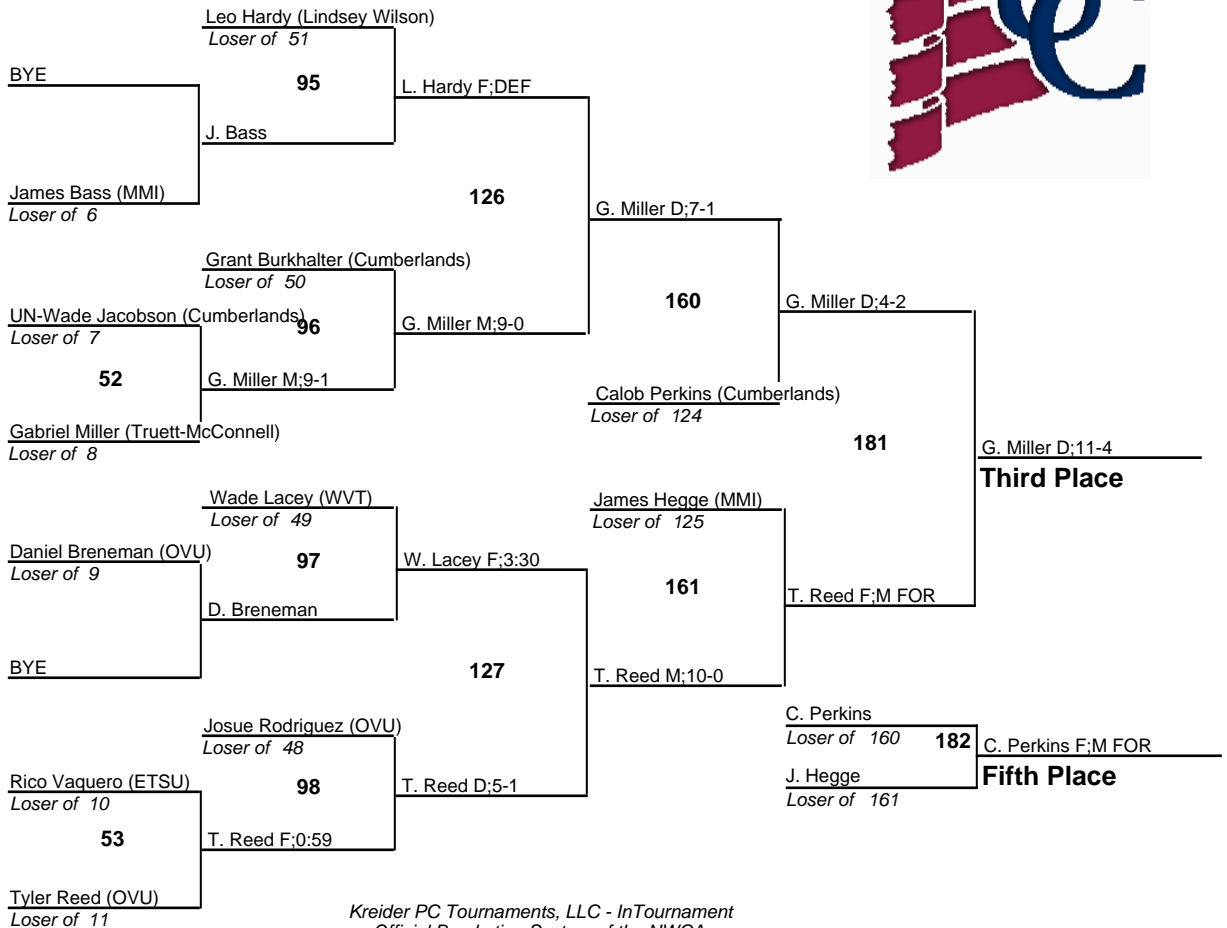 Leo Hardy (Lindsey Wilson)
Loser of 51
BYE
95
L. Hardy F;DEF
J. Bass
James Bass (MMI)
Loser of 6
126
G. Miller D;7-1
Grant Burkhalter (Cumberlands)
Loser of 50
UN-Wade Jacobson (Cumberlands)
Loser of 7
96
G. Miller M;9-0
160
G. Miller D;4-2
52
G. Miller M;9-1
Calob Perkins (Cumberlands)
Loser of 124
Gabriel Miller (Truett-McConnell)
Loser of 8
181
G. Miller D;11-4
Third Place
Wade Lacey (WVT)
Loser of 49
James Hegge (MMI)
Loser of 125
Daniel Breneman (OVU)
Loser of 9
97
W. Lacey F;3:30
161
T. Reed F;M FOR
D. Breneman
BYE
127
T. Reed M;10-0
Josue Rodriguez (OVU)
Loser of 48
C. Perkins
Loser of 160
182
C. Perkins F;M FOR
Fifth Place
J. Hegge
Loser of 161
Rico Vaquero (ETSU)
Loser of 10
98
T. Reed D;5-1
53
T. Reed F;0:59
Tyler Reed (OVU)
Loser of 11
Kreider PC Tournaments, LLC - InTournament